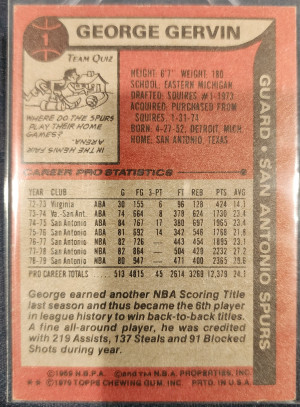 1
GEORGE GERVIN
TEAM QUIZ
WHERE DO THE SPURS
PLAY THEIR HOME
GAMES?
IN THE HEMIS FAIR
ARENA.
HEIGHT: 6'7" WEIGHT: 180
SCHOOL: EASTERN MICHIGAN
DRAFTED: SQUIRES #1-1973
ACQUIRED: PURCHASED FROM
SQUIRES, 1-31-74
BORN: 4-27-52, DETROIT, MICH.
HOME: SAN ANTONIO, TEXAS
GUARD • SAN ANTONIO SPURS
CAREER PRO STATISTICS
YEAR CLUB G FG 3-PT FT REB PTS AVG
72-73 Virginia ABA 30 155 6 96 128 424 14.1
73-74 Va.-San Ant. ABA 74 564 8 378 624 1730 23.4
74-75 San Antonio ABA 84 767 17 380 697 1965 23.4
75-76 San Antonio ABA 81 692 14 342 546 1768 21.8
76-77 San Antonio NBA 82 726 — 443 454 1895 23.1
77-78 San Antonio NBA 82 864 — 504 429 2232 27.2
78-79 San Antonio NBA 80 947 — 471 400 2365 29.6
PRO CAREER TOTALS 513 4815 45 2614 3269 12,379 24.1
George earned another NBA Scoring Title
last season and thus became the 6th player
in league history to win back-to-back titles.
A fine all-around player, he was credited
with 219 Assists, 137 Steals and 91 Blocked
Shots during year.
N.B.P.A.
N.B.A. PROPERTIES, INC.
© 1979 TOPPS CHEWING GUM, INC. PRTD. IN U.S.A.